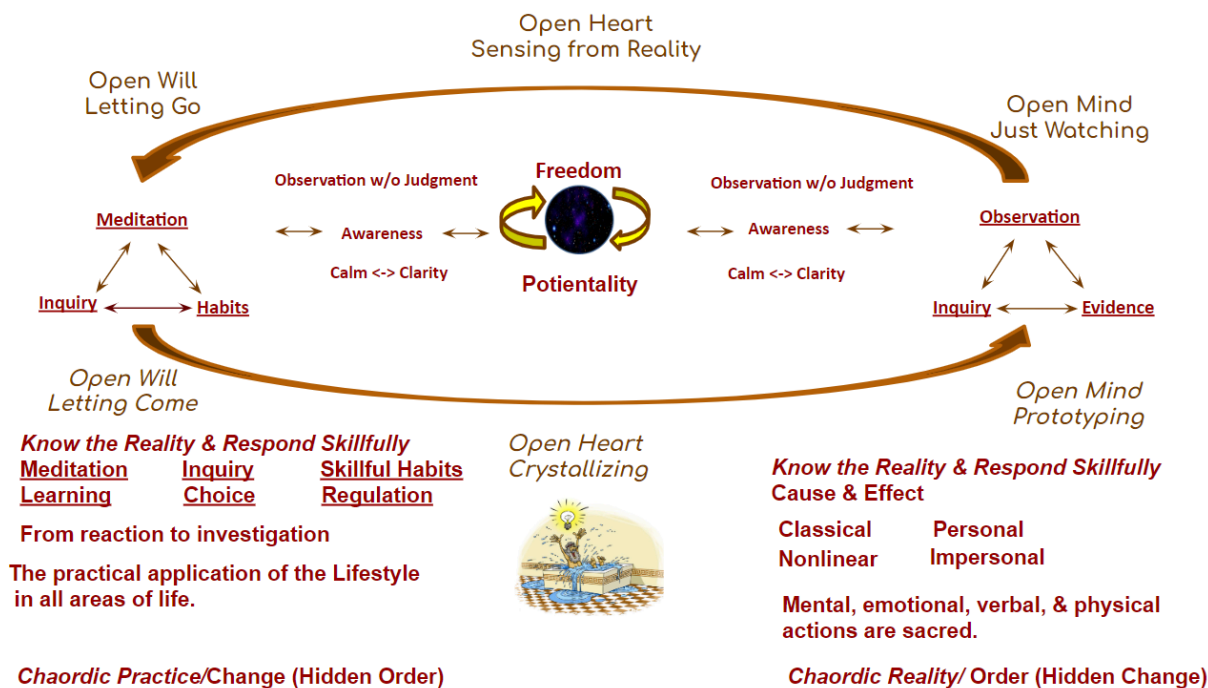 Open Heart
Sensing from Reality
Open Will
Letting Go
Open Mind
Just Watching
Observation w/o Judgment
Freedom
Observation w/o Judgment
Meditation
Awareness
Awareness
Observation
Calm <-> Clarity
Potientality
Calm <-> Clarity
Inquiry
Habits
Inquiry
Evidence
Open Will
Letting Come
Open Heart
Crystallizing
Open Mind
Prototyping
Know the Reality & Respond Skillfully
Meditation Inquiry Skillful Habits
Learning Choice Regulation
From reaction to investigation
The practical application of the Lifestyle
in all areas of life.
Chaordic Practice/Change (Hidden Order)
Know the Reality & Respond Skillfully
Cause & Effect
Classical Personal
Nonlinear Impersonal
Mental, emotional, verbal, & physical
actions are sacred.
Chaordic Reality/ Order (Hidden Change)